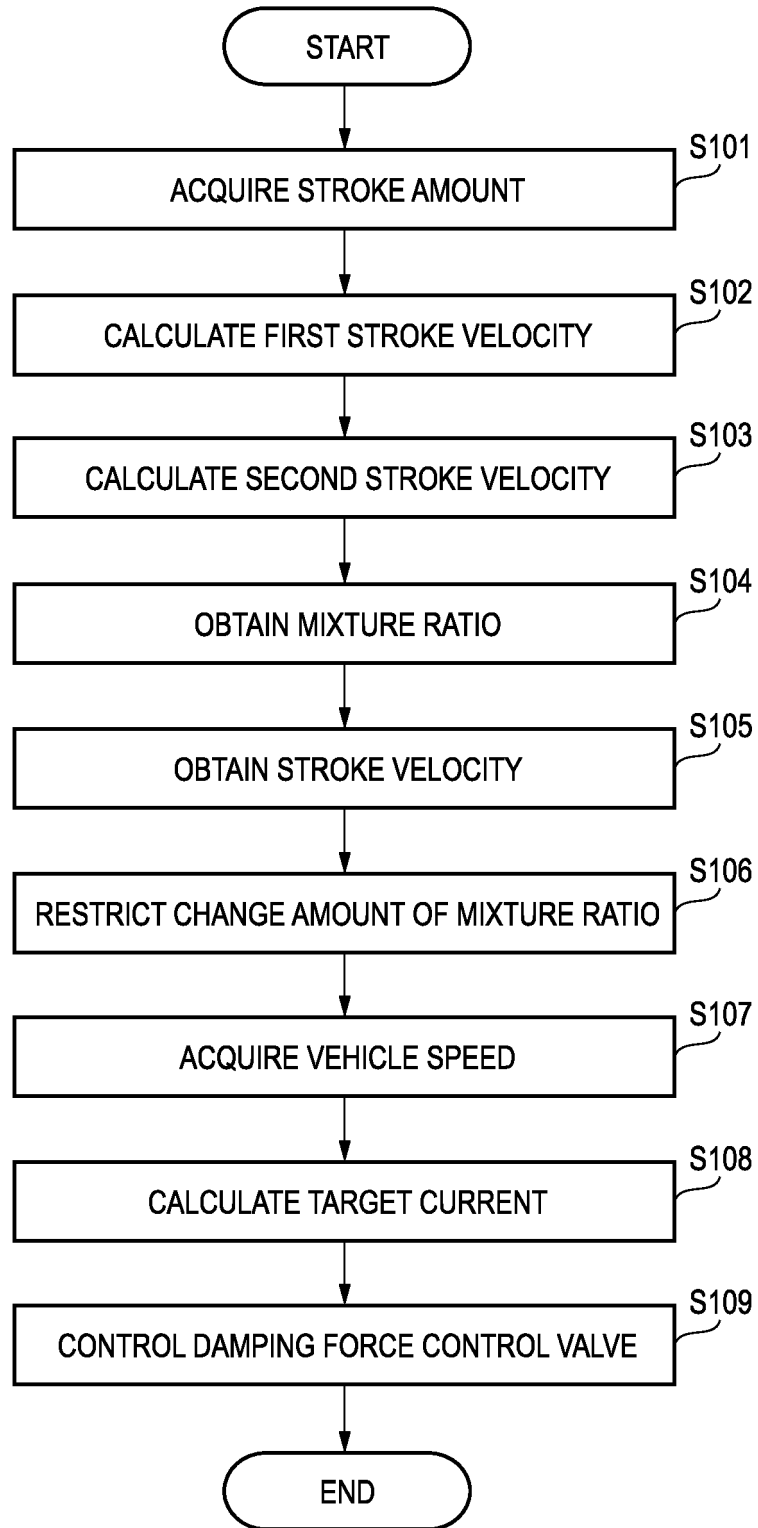 START
S101
ACQUIRE STROKE AMOUNT
S102
CALCULATE FIRST STROKE VELOCITY
S103
CALCULATE SECOND STROKE VELOCITY
S104
OBTAIN MIXTURE RATIO
S105
OBTAIN STROKE VELOCITY
S106
RESTRICT CHANGE AMOUNT OF MIXTURE RATIO
S107
ACQUIRE VEHICLE SPEED
S108
CALCULATE TARGET CURRENT
S109
CONTROL DAMPING FORCE CONTROL VALVE
END